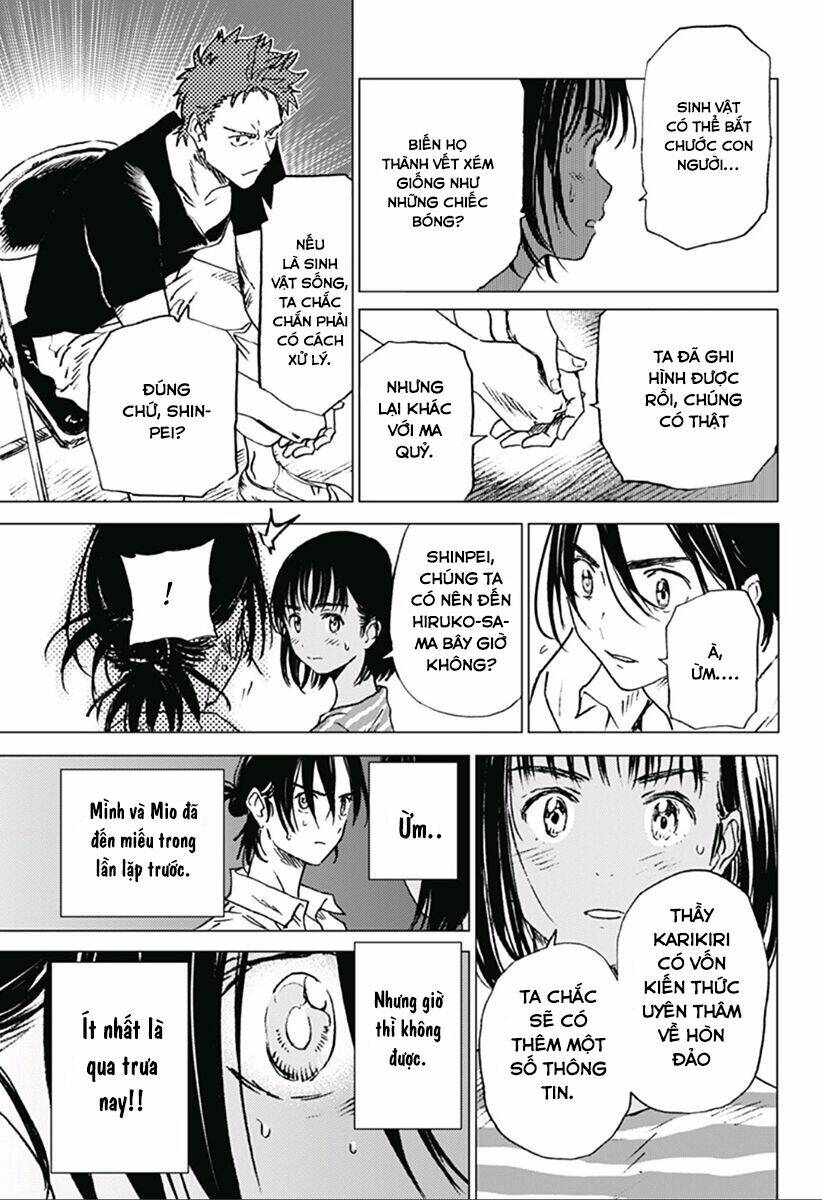 SINH VẬT
CÓ THỂ BẮT
CHƯỚC CON
NGƯỜI...
BIẾN HỌ
THÀNH VẾT XÉM
GIỐNG NHƯ
NHỮNG CHIẾC
BÓNG?
TA ĐÃ GHI
HÌNH ĐƯỢC
RỒI, CHÚNG
CÓ THẬT
NHƯNG
LẠI KHÁC
VỚI MA
QUỶ.
NẾU
LÀ SINH
VẬT SỐNG,
TA CHẮC
CHẮN PHẢI
CÓ CÁCH
XỬ LÝ.
ĐÚNG
CHỨ, SHIN-
PEI?
À,
ỪM....
SHINPEI,
CHÚNG TA
CÓ NÊN ĐẾN
HIRUKO-SA-
MA BÂY GIỜ
KHÔNG?
!
THẦY
KARIKIRI
CÓ VỐN
KIẾN THỨC
UYÊN THÂM
VỀ HÒN
ĐẢO
TA CHẮC
SẼ CÓ
THÊM MỘT
SỐ THÔNG
TIN.
Ừm..
Mình và Mio đã
đến miếu trong
lần lặp trước.
Nhưng giờ
thì không
được.
Ít nhất là
qua trưa
nay!!